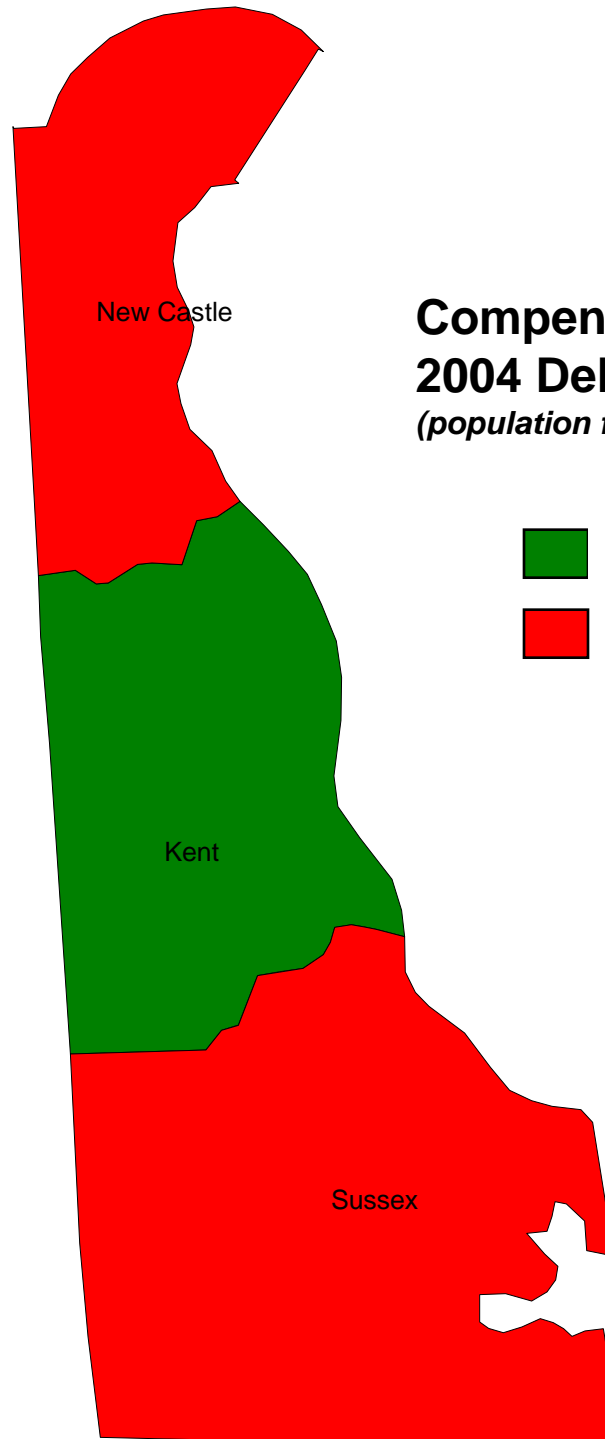 New Castle
Compen
2004 Del
(population f
Kent
Sussex